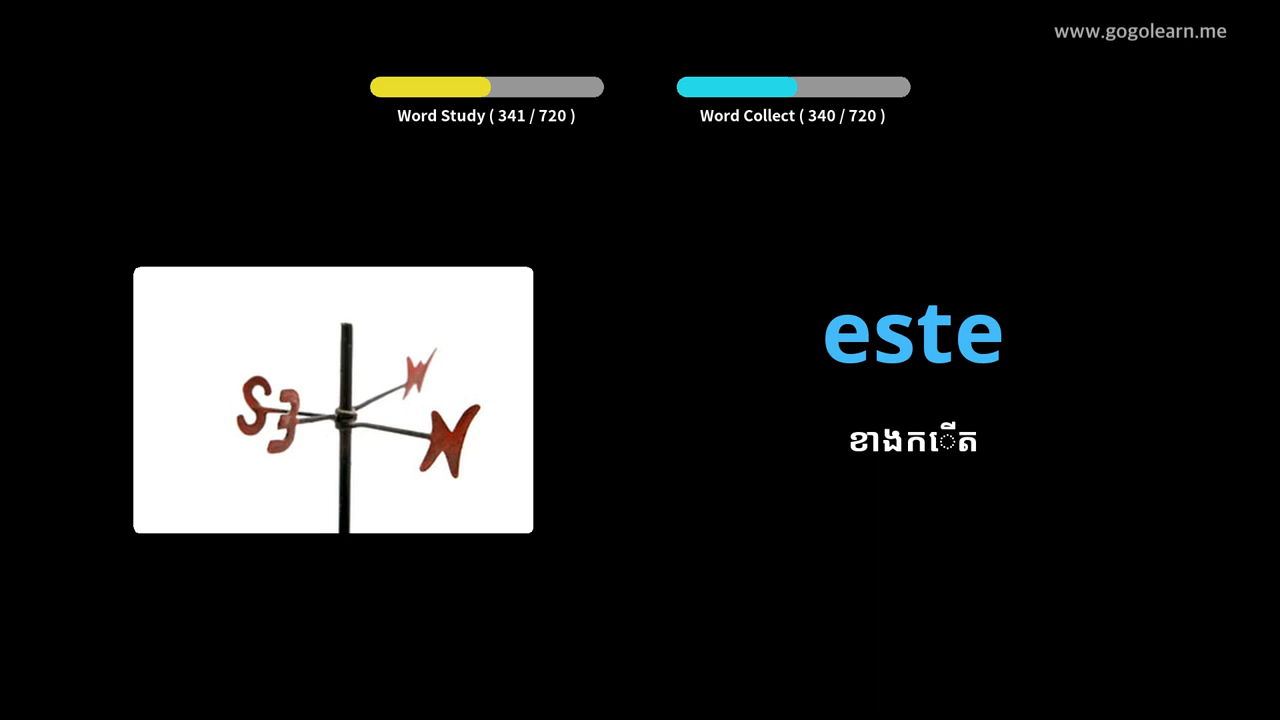 www.gogolearn.me
Word Study ( 341 / 720 )
Word Collect ( 340 / 720 )
S E N
este
ខាងកើត